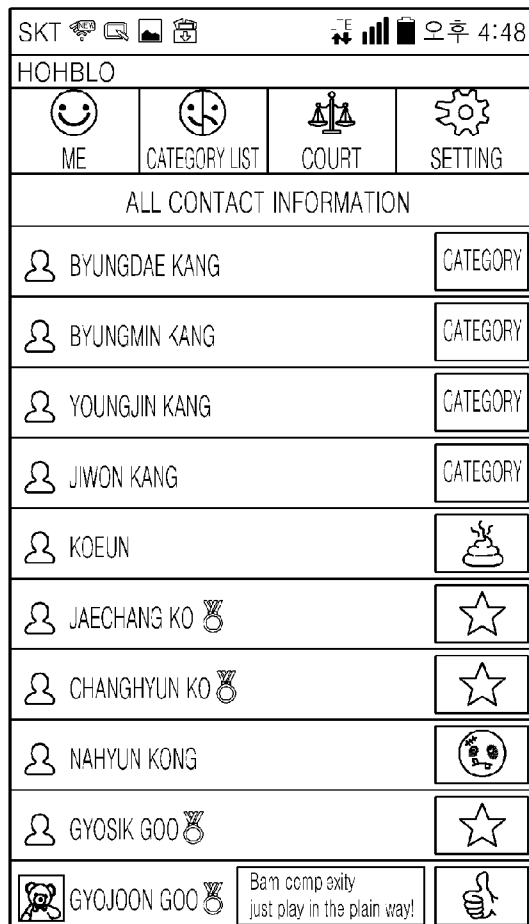 SKT 오후 4:48
HOHBLO
ME CATEGORY LIST COURT SETTING
ALL CONTACT INFORMATION
BYUNGDAE KANG CATEGORY
BYUNGMIN KANG CATEGORY
YOUNGJIN KANG CATEGORY
JIWON KANG CATEGORY
KOEUN
JAECHANG KO
CHANGHYUN KO
NAHYUN KONG
GYOSIK GOO
GYOJOON GOO
Bam comp exity
just play in the plain way!